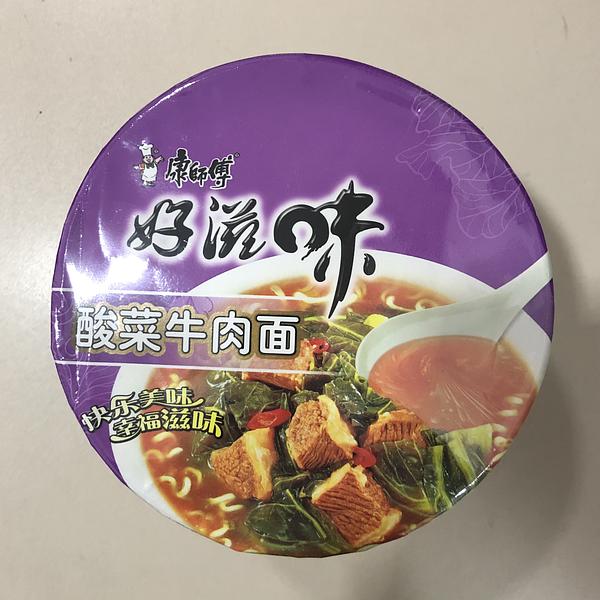 康師傅
好滋味
酸菜牛肉面
快乐美味
幸福滋味